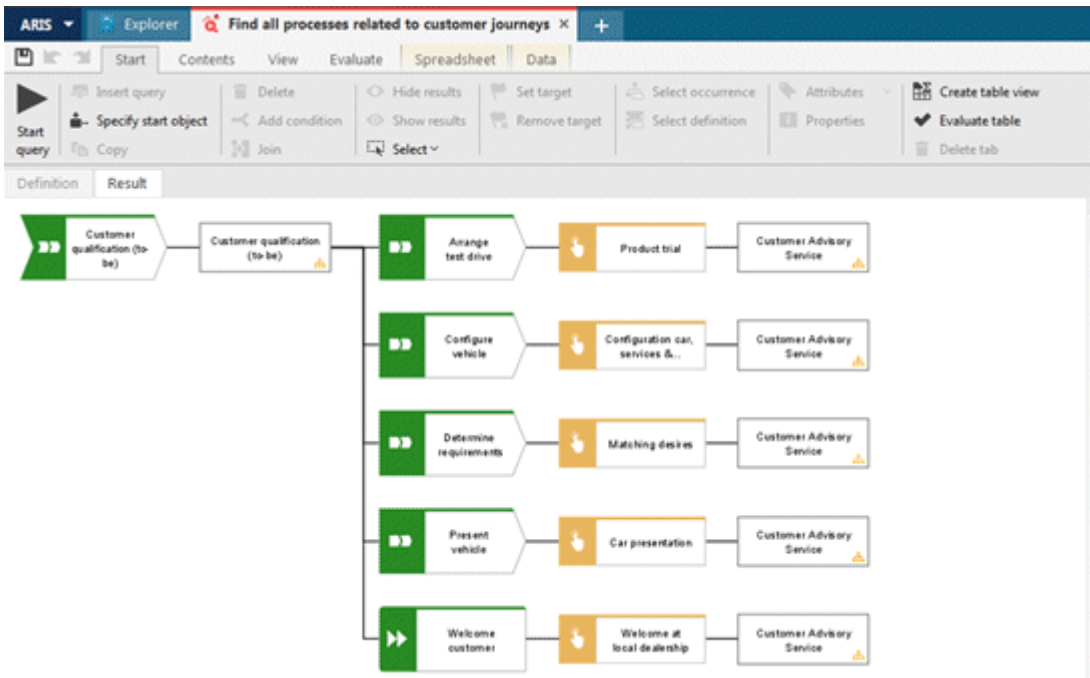 ARIS Explorer Find all processes related to customer journeys × +
Start Contents View Evaluate Spreadsheet Data
Insert query Delete Hide results Set target Select occurrence Attributes Create table view
Start query Specify start object Add condition Show results Remove target Select definition Properties Evaluate table
Copy Join Select Delete tab
Definition Result
Customer
qualification (to-
be)
Customer qualification
(to-be)
Arrange
test drive
Product trial
Customer Advisory
Service
Configure
vehicle
Configuration car,
services &...
Customer Advisory
Service
Determine
requirements
Matching desires
Customer Advisory
Service
Present
vehicle
Car presentation
Customer Advisory
Service
Welcome
customer
Welcome at
local dealership
Customer Advisory
Service